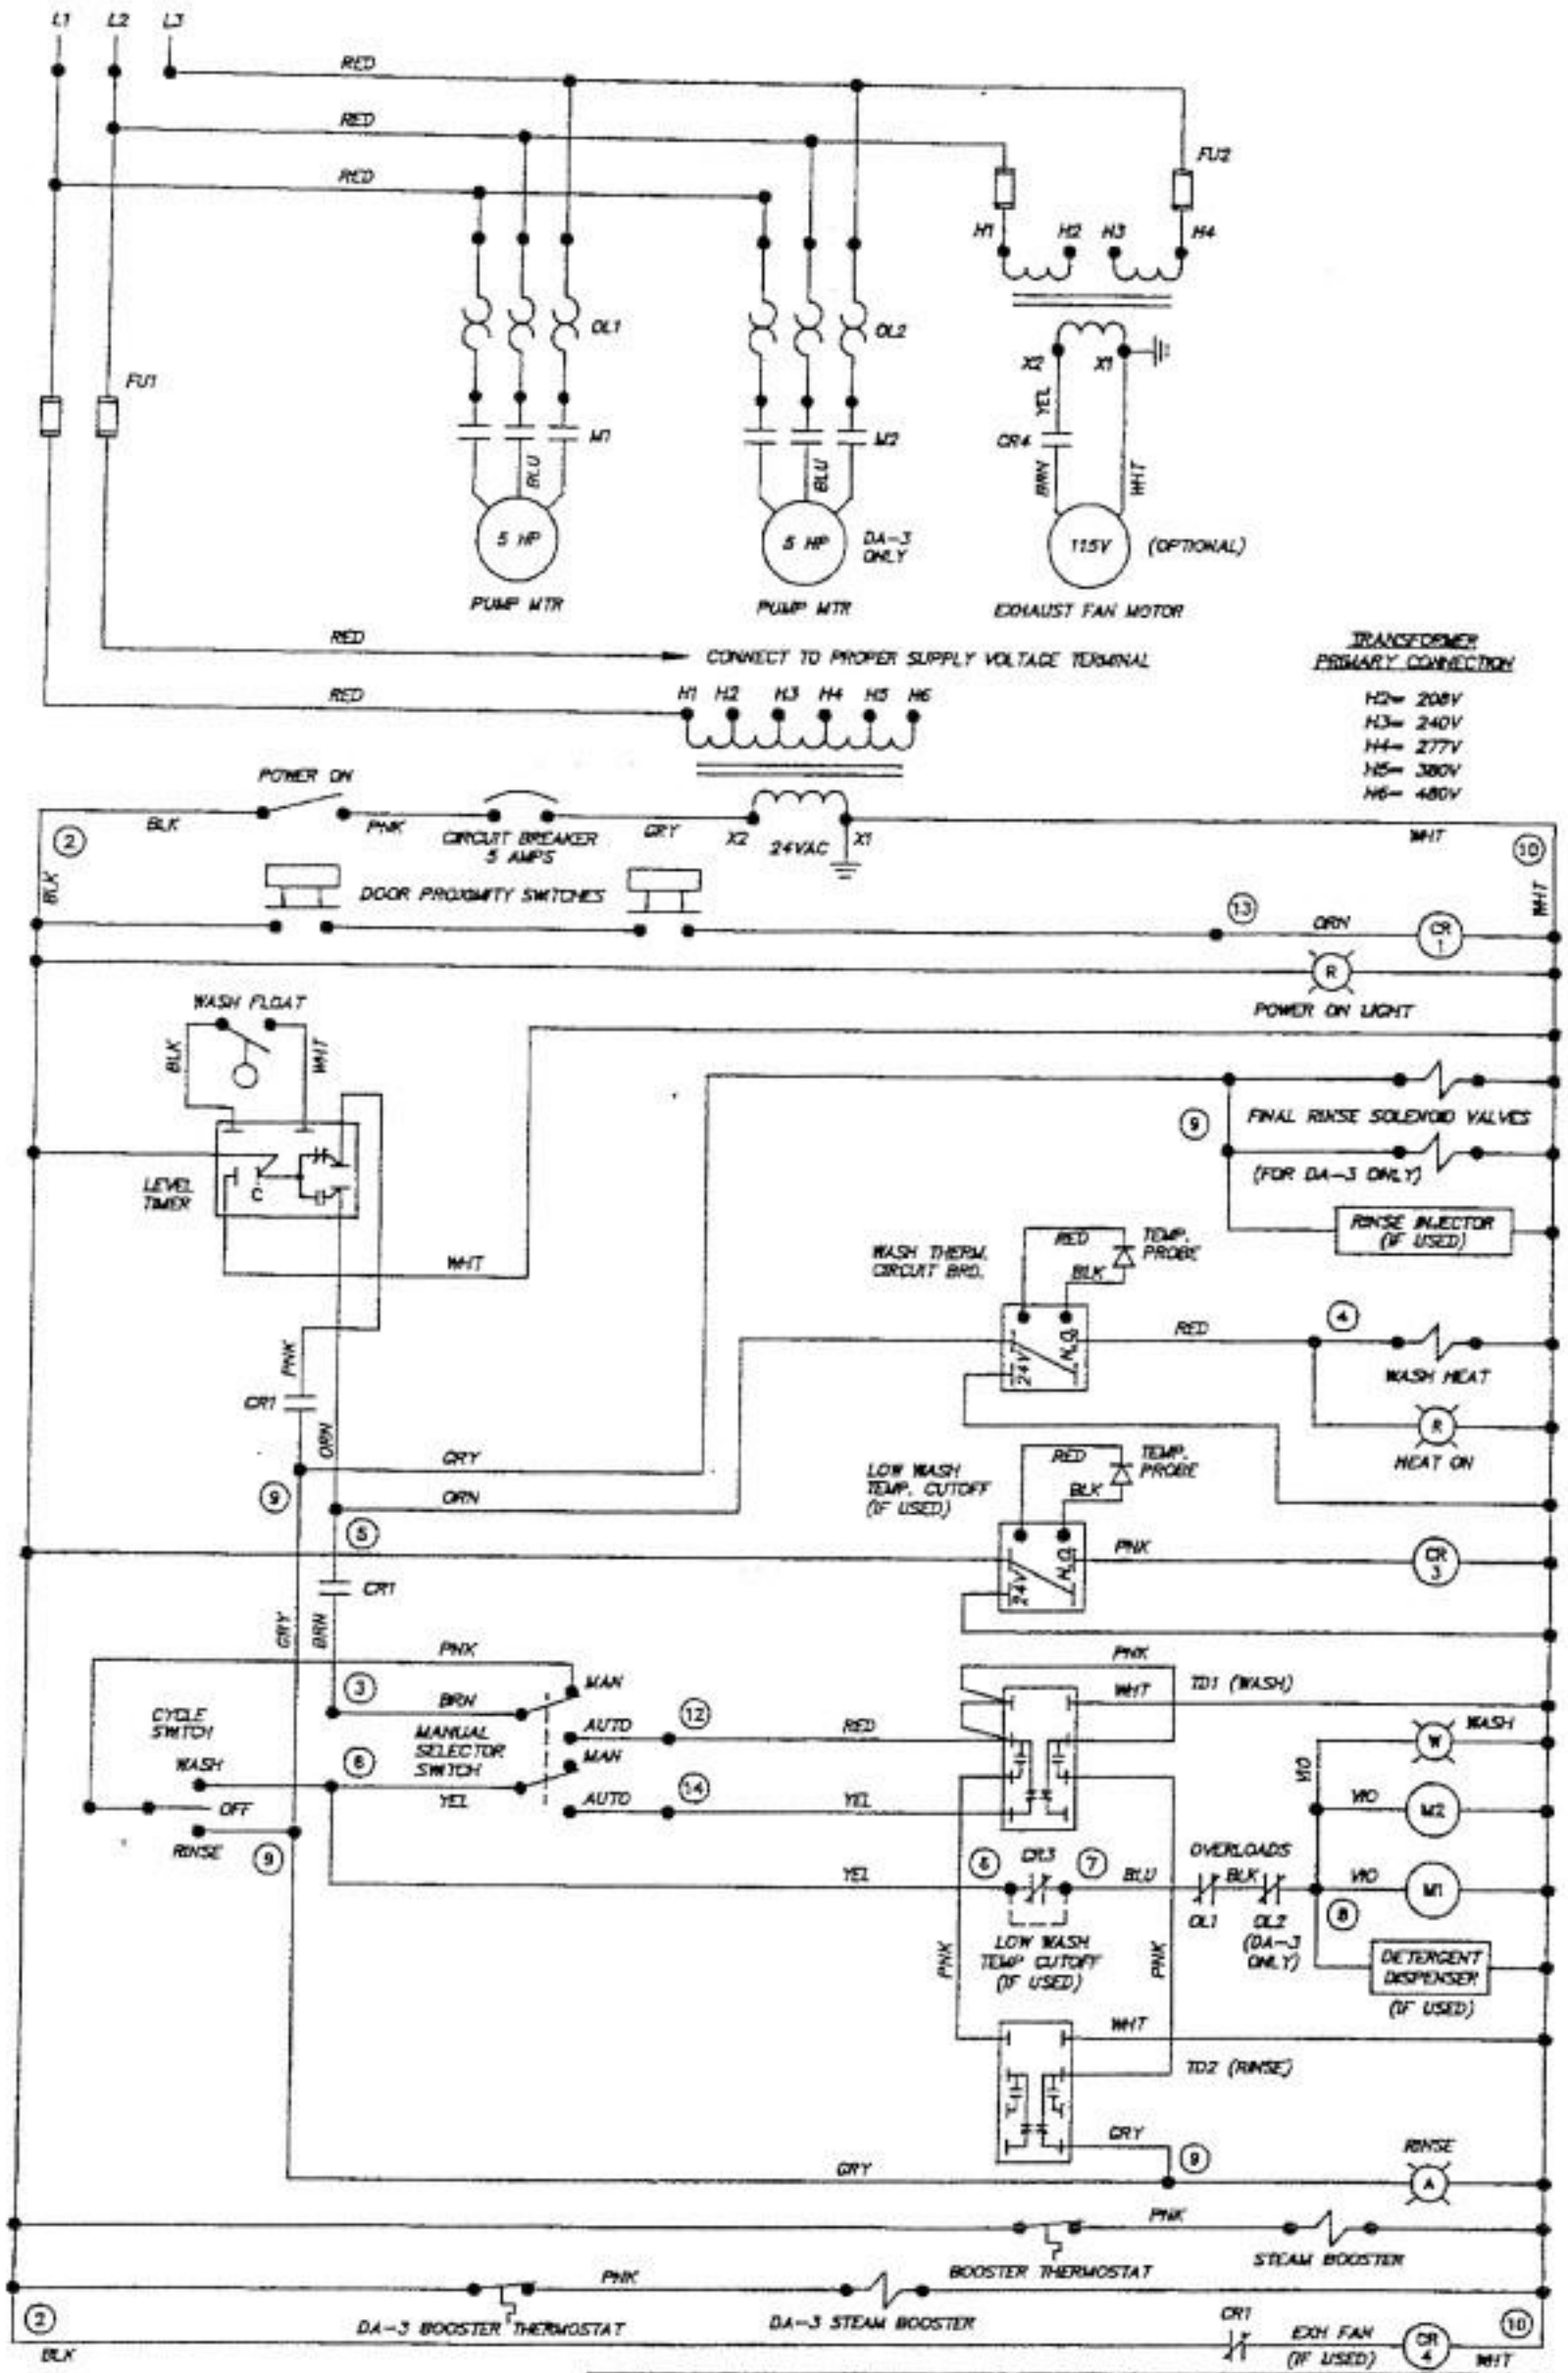 L1 L2 L3
RED
RED
RED
FU2
H1 H2 H3 H4
OL1
OL2
X2 X1
FU1
YEL
M1
M2
CR4
BLU
BLU
BRN
WHT
5 HP
5 HP
DA-3
ONLY
115V
(OPTIONAL)
PUMP MTR
PUMP MTR
EXHAUST FAN MOTOR
RED
CONNECT TO PROPER SUPPLY VOLTAGE TERMINAL
TRANSFORMER
PRIMARY CONNECTION
H2= 208V
H3= 240V
H4= 277V
H5= 380V
H6= 480V
RED
H1 H2 H3 H4 H5 H6
POWER ON
BLK
PNK
CIRCUIT BREAKER
5 AMPS
GRY
X2
24VAC
X1
WHT
2
10
BLK
WHT
DOOR PROXIMITY SWITCHES
13
ORN
CR
1
R
POWER ON LIGHT
WASH FLOAT
BLK
WHT
LEVEL
TIMER
C
WHT
9
FINAL RINSE SOLENOID VALVES
(FOR DA-3 ONLY)
RINSE INJECTOR
(IF USED)
WASH THERM.
CIRCUIT BRD.
RED
TEMP.
PROBE
BLK
24V
N.O.
RED
4
WASH HEAT
R
HEAT ON
PNK
CR1
ORN
GRY
9
ORN
5
LOW WASH
TEMP. CUTOFF
(IF USED)
RED
TEMP.
PROBE
BLK
24V
N.O.
PNK
CR
3
CR1
GRY
BRN
PNK
3
BRN
MAN
AUTO
12
RED
PNK
WHT
TD1 (WASH)
CYCLE
SWITCH
WASH
OFF
RINSE
9
6
YEL
MANUAL
SELECTOR
SWITCH
MAN
AUTO
14
YEL
VIO
W
WASH
VIO
M2
YEL
6
CR3
7
BLU
OVERLOADS
BLK
OL1
OL2
(DA-3
ONLY)
VIO
M1
8
LOW WASH
TEMP CUTOFF
(IF USED)
PNK
PNK
DETERGENT
DISPENSER
(IF USED)
WHT
TD2 (RINSE)
GRY
9
GRY
RINSE
A
PNK
BOOSTER THERMOSTAT
STEAM BOOSTER
PNK
DA-3 BOOSTER THERMOSTAT
DA-3 STEAM BOOSTER
2
BLK
CR1
EXH FAN
(IF USED)
CR
4
10
WHT